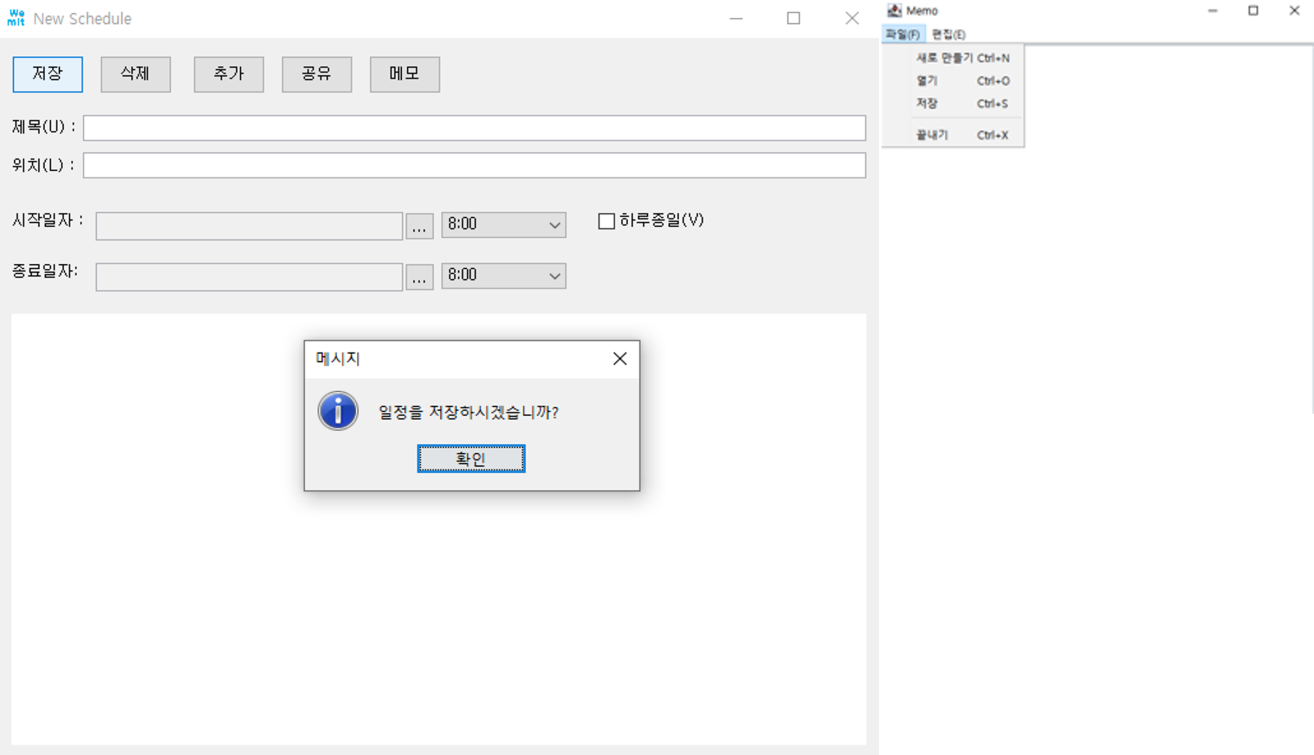 We
mit
New Schedule
저장
삭제
추가
공유
메모
제목(U) :
위치(L) :
시작일자 :
...
8:00
하루종일(V)
종료일자:
...
8:00
메시지
일정을 저장하시겠습니까?
확인
Memo
파일(F) 편집(E)
새로 만들기 Ctrl+N
열기 Ctrl+O
저장 Ctrl+S
끝내기 Ctrl+X